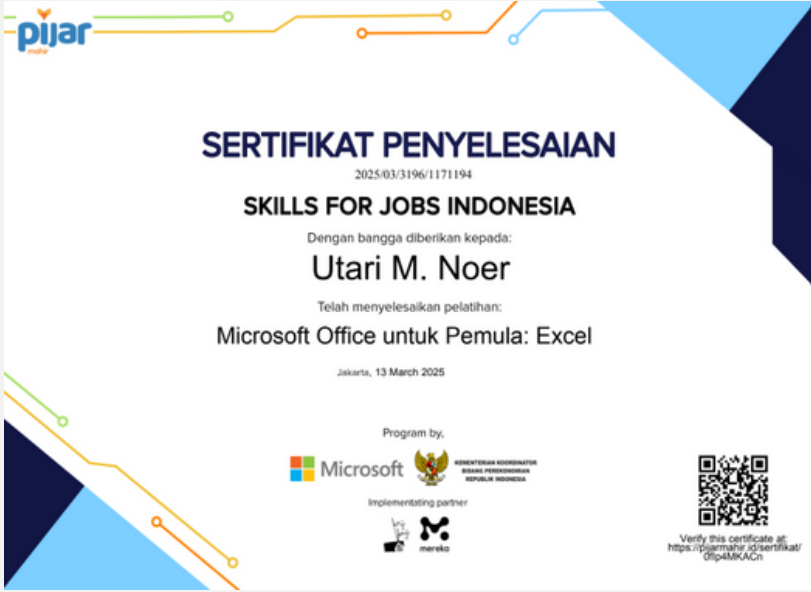 pijar
mahir
SERTIFIKAT PENYELESAIAN
2025/03/3196/1171194
SKILLS FOR JOBS INDONESIA
Dengan bangga diberikan kepada:
Utari M. Noer
Telah menyelesaikan pelatihan:
Microsoft Office untuk Pemula: Excel
Jakarta, 13 March 2025
Program by,
Microsoft
KEMENTERIAN KOORDINATOR
BIDANG PEREKONOMIAN
REPUBLIK INDONESIA
Implementating partner
mereka
Verify this certificate at:
https://pijarmahir.id/sertifikat/